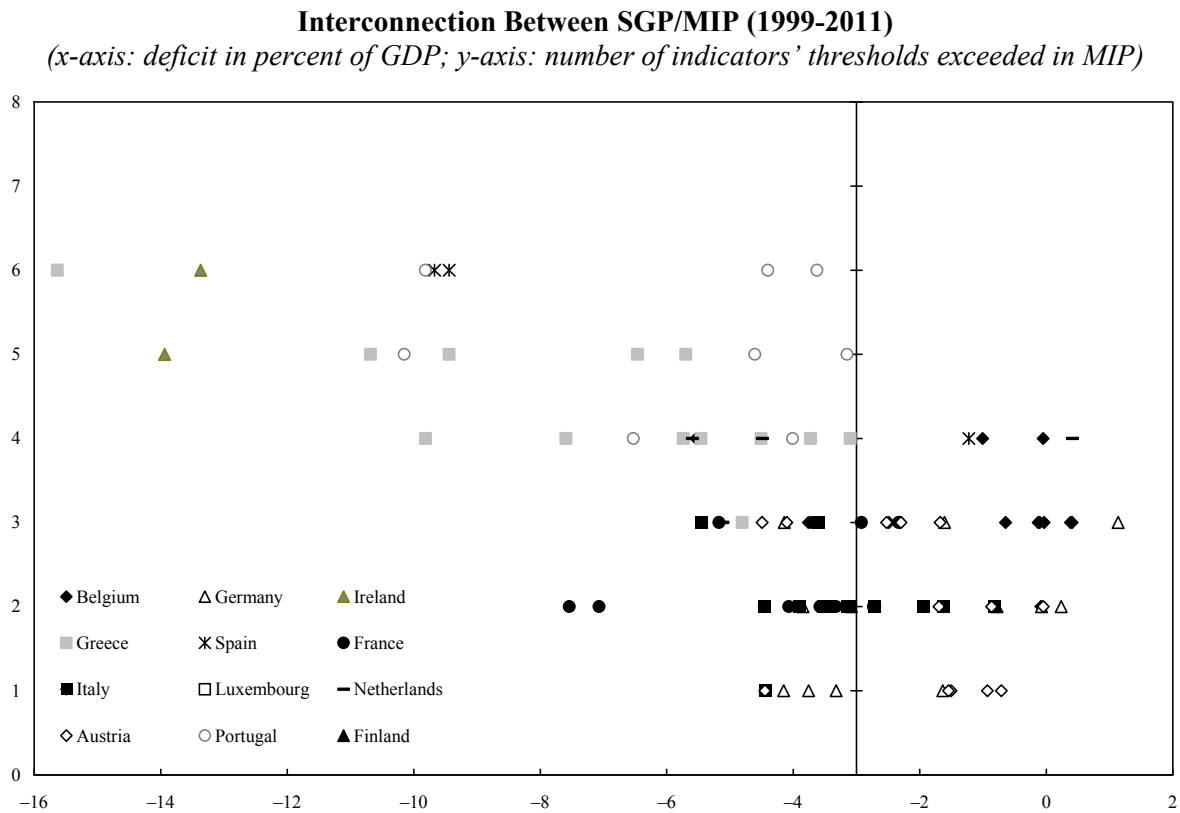 Interconnection Between SGP/MIP (1999-2011)
(x-axis: deficit in percent of GDP; y-axis: number of indicators’ thresholds exceeded in MIP)
8
7
6
5
4
3
2
1
0
Belgium Germany Ireland
Greece Spain France
Italy Luxembourg Netherlands
Austria Portugal Finland
–16 –14 –12 –10 –8 –6 –4 –2 0 2